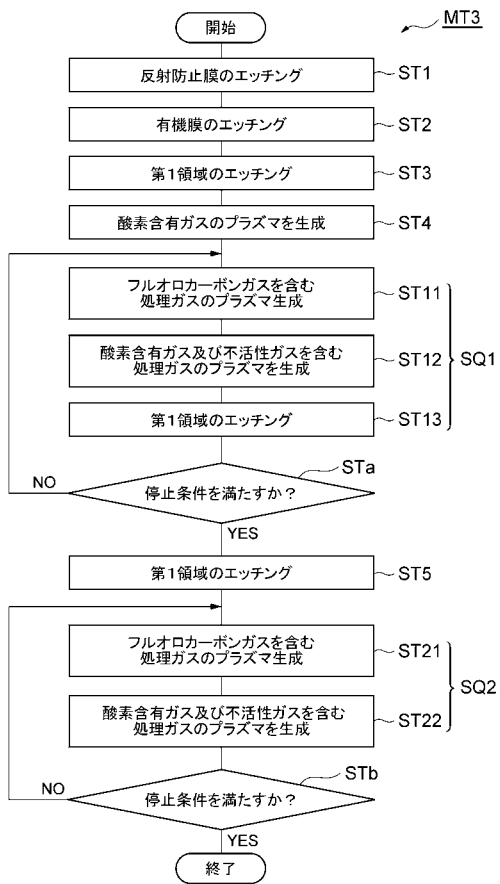 開始
MT3
反射防止膜のエッチング
ST1
有機膜のエッチング
ST2
第1領域のエッチング
ST3
酸素含有ガスのプラズマを生成
ST4
フルオロカーボンガスを含む
処理ガスのプラズマ生成
ST11
酸素含有ガス及び不活性ガスを含む
処理ガスのプラズマを生成
ST12
SQ1
第1領域のエッチング
ST13
STa
NO
停止条件を満たすか？
YES
第1領域のエッチング
ST5
フルオロカーボンガスを含む
処理ガスのプラズマ生成
ST21
SQ2
酸素含有ガス及び不活性ガスを含む
処理ガスのプラズマを生成
ST22
STb
NO
停止条件を満たすか？
YES
終了